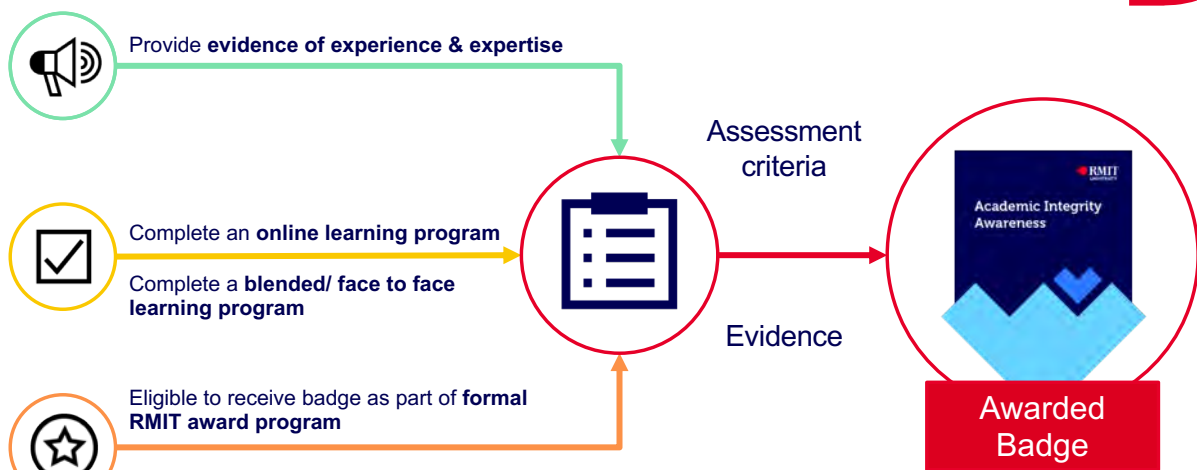 Provide evidence of experience & expertise
Complete an online learning program
Complete a blended/ face to face
learning program
Eligible to receive badge as part of formal
RMIT award program
Assessment
criteria
Evidence
RMIT
UNIVERSITY
Academic Integrity
Awareness
Awarded
Badge